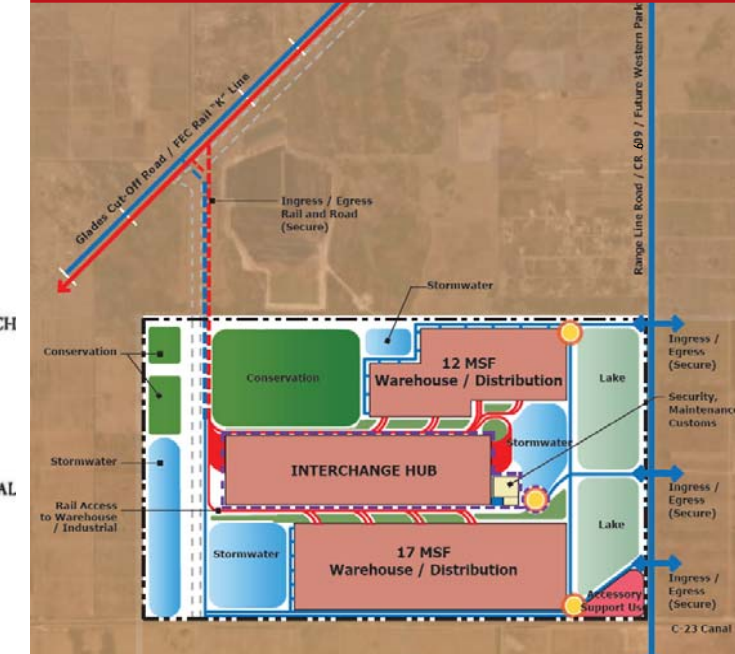 Glades Cut-Off Road / FEC Rail "K" Line
Range Line Road / CR 609 / Future Western Park
Ingress / Egress
Rail and Road
(Secure)
Stormwater
CH
Conservation
Conservation
12 MSF
Warehouse / Distribution
Lake
Ingress /
Egress
(Secure)
Security,
Maintenance
Customs
Stormwater
Stormwater
INTERCHANGE HUB
AL
Rail Access
to Warehouse
/ Industrial
Ingress /
Egress
(Secure)
Stormwater
17 MSF
Warehouse / Distribution
Lake
Ingress /
Egress
(Secure)
Accessory
Support Us
C-23 Canal